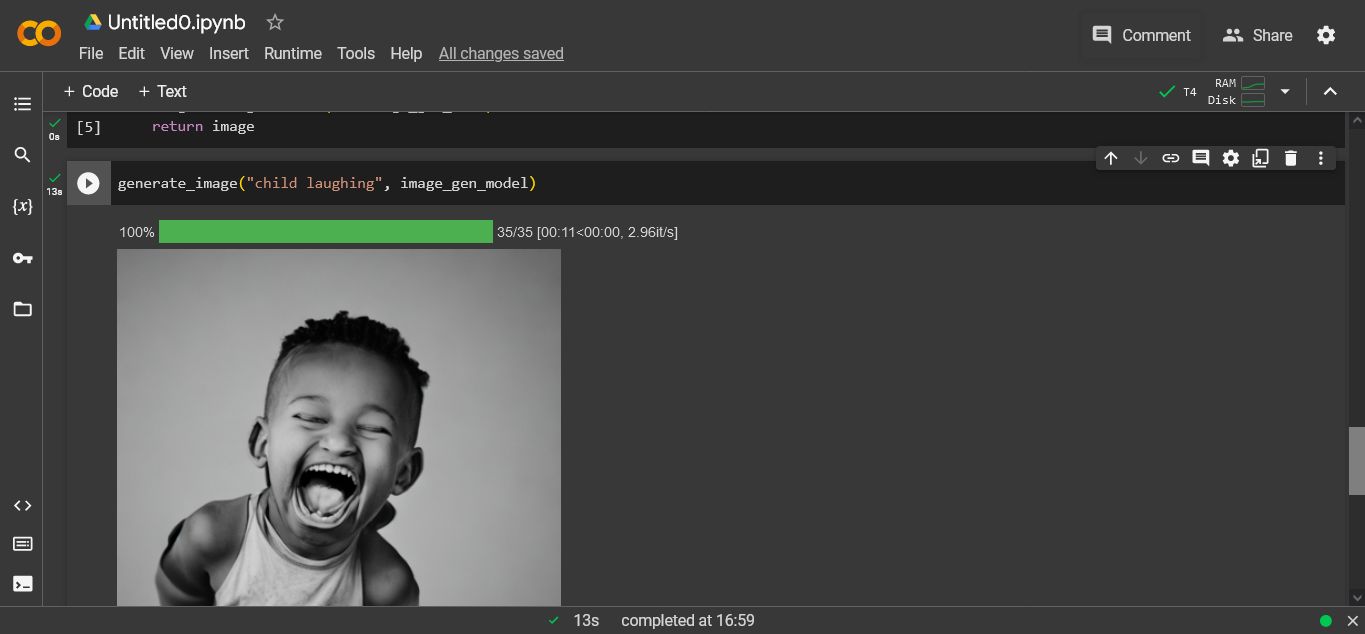 Untitled0.ipynb
File Edit View Insert Runtime Tools Help All changes saved
Comment
Share
+ Code + Text
T4
RAM
Disk
0s
[5] return image
13s
generate_image("child laughing", image_gen_model)
100% 35/35 [00:11<00:00, 2.96it/s]
{x}
13s completed at 16:59